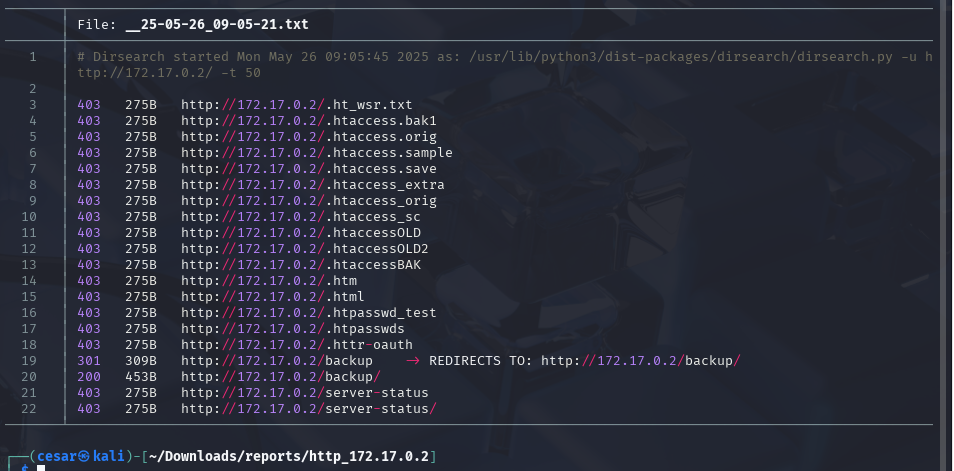 File: __25-05-26_09-05-21.txt
1 # Dirsearch started Mon May 26 09:05:45 2025 as: /usr/lib/python3/dist-packages/dirsearch/dirsearch.py -u h
ttp://172.17.0.2/ -t 50
2
3 403 275B http://172.17.0.2/.ht_wsr.txt
4 403 275B http://172.17.0.2/.htaccess.bak1
5 403 275B http://172.17.0.2/.htaccess.orig
6 403 275B http://172.17.0.2/.htaccess.sample
7 403 275B http://172.17.0.2/.htaccess.save
8 403 275B http://172.17.0.2/.htaccess_extra
9 403 275B http://172.17.0.2/.htaccess_orig
10 403 275B http://172.17.0.2/.htaccess_sc
11 403 275B http://172.17.0.2/.htaccessOLD
12 403 275B http://172.17.0.2/.htaccessOLD2
13 403 275B http://172.17.0.2/.htaccessBAK
14 403 275B http://172.17.0.2/.htm
15 403 275B http://172.17.0.2/.html
16 403 275B http://172.17.0.2/.htpasswd_test
17 403 275B http://172.17.0.2/.htpasswds
18 403 275B http://172.17.0.2/.httr-oauth
19 301 309B http://172.17.0.2/backup -> REDIRECTS TO: http://172.17.0.2/backup/
20 200 453B http://172.17.0.2/backup/
21 403 275B http://172.17.0.2/server-status
22 403 275B http://172.17.0.2/server-status/
┌──(cesar㉿kali)-[~/Downloads/reports/http_172.17.0.2]
$